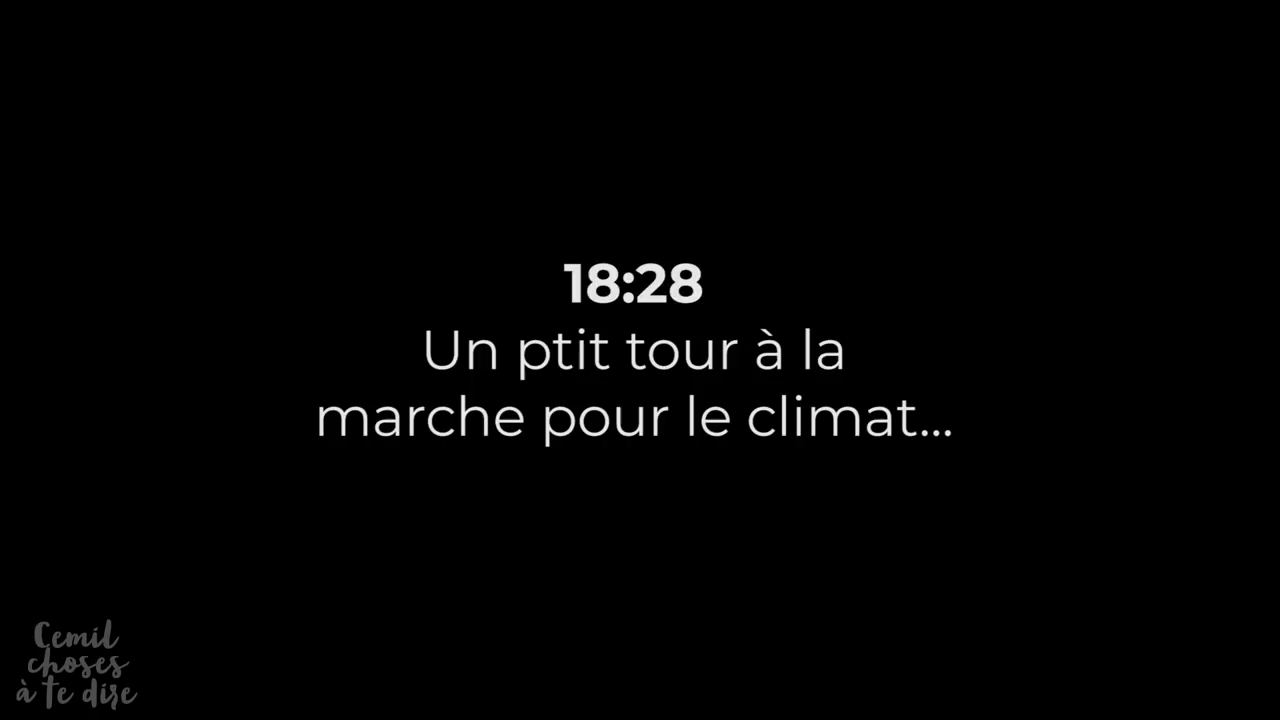 18:28
Un ptit tour à la
marche pour le climat...
Cemil
choses
à te dire